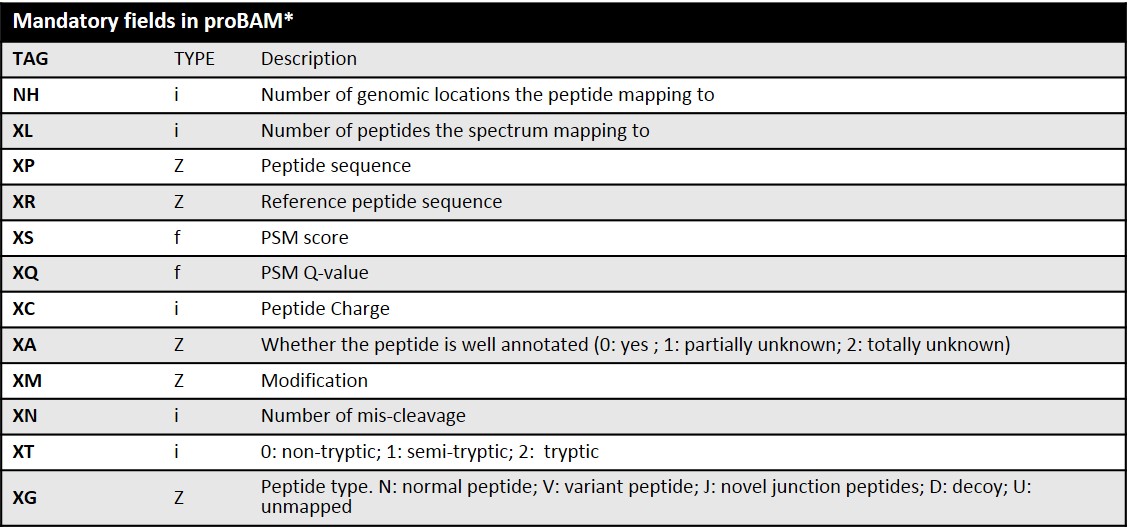 Mandatory fields in proBAM*
TAG TYPE Description
NH i Number of genomic locations the peptide mapping to
XL i Number of peptides the spectrum mapping to
XP Z Peptide sequence
XR Z Reference peptide sequence
XS f PSM score
XQ f PSM Q-value
XC i Peptide Charge
XA Z Whether the peptide is well annotated (0: yes ; 1: partially unknown; 2: totally unknown)
XM Z Modification
XN i Number of mis-cleavage
XT i 0: non-tryptic; 1: semi-tryptic; 2: tryptic
XG Z Peptide type. N: normal peptide; V: variant peptide; J: novel junction peptides; D: decoy; U:
unmapped